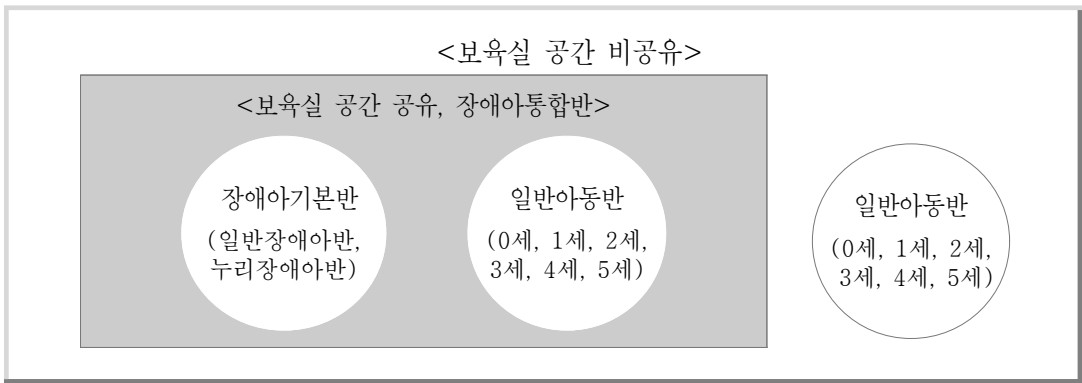 <보육실 공간 비공유>
<보육실 공간 공유, 장애아통합반>
장애아기본반
(일반장애아반,
누리장애아반)
일반아동반
(0세, 1세, 2세,
3세, 4세, 5세)
일반아동반
(0세, 1세, 2세,
3세, 4세, 5세)